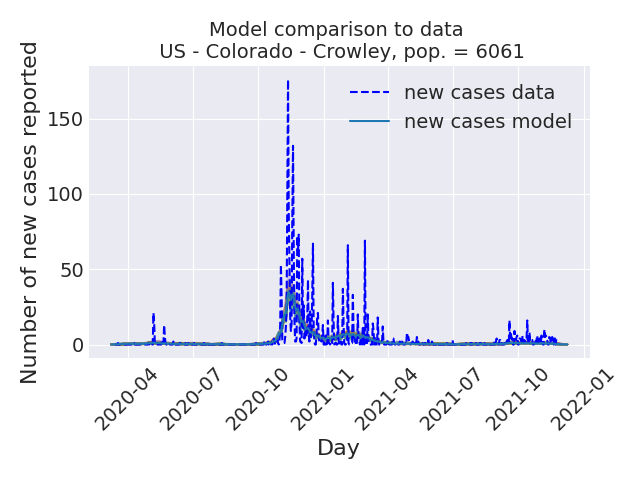 Model comparison to data
US - Colorado - Crowley, pop. = 6061
Number of new cases reported
150
100
50
0
new cases data
new cases model
2020-04
2020-07
2020-10
2021-01
2021-04
2021-07
2021-10
2022-01
Day